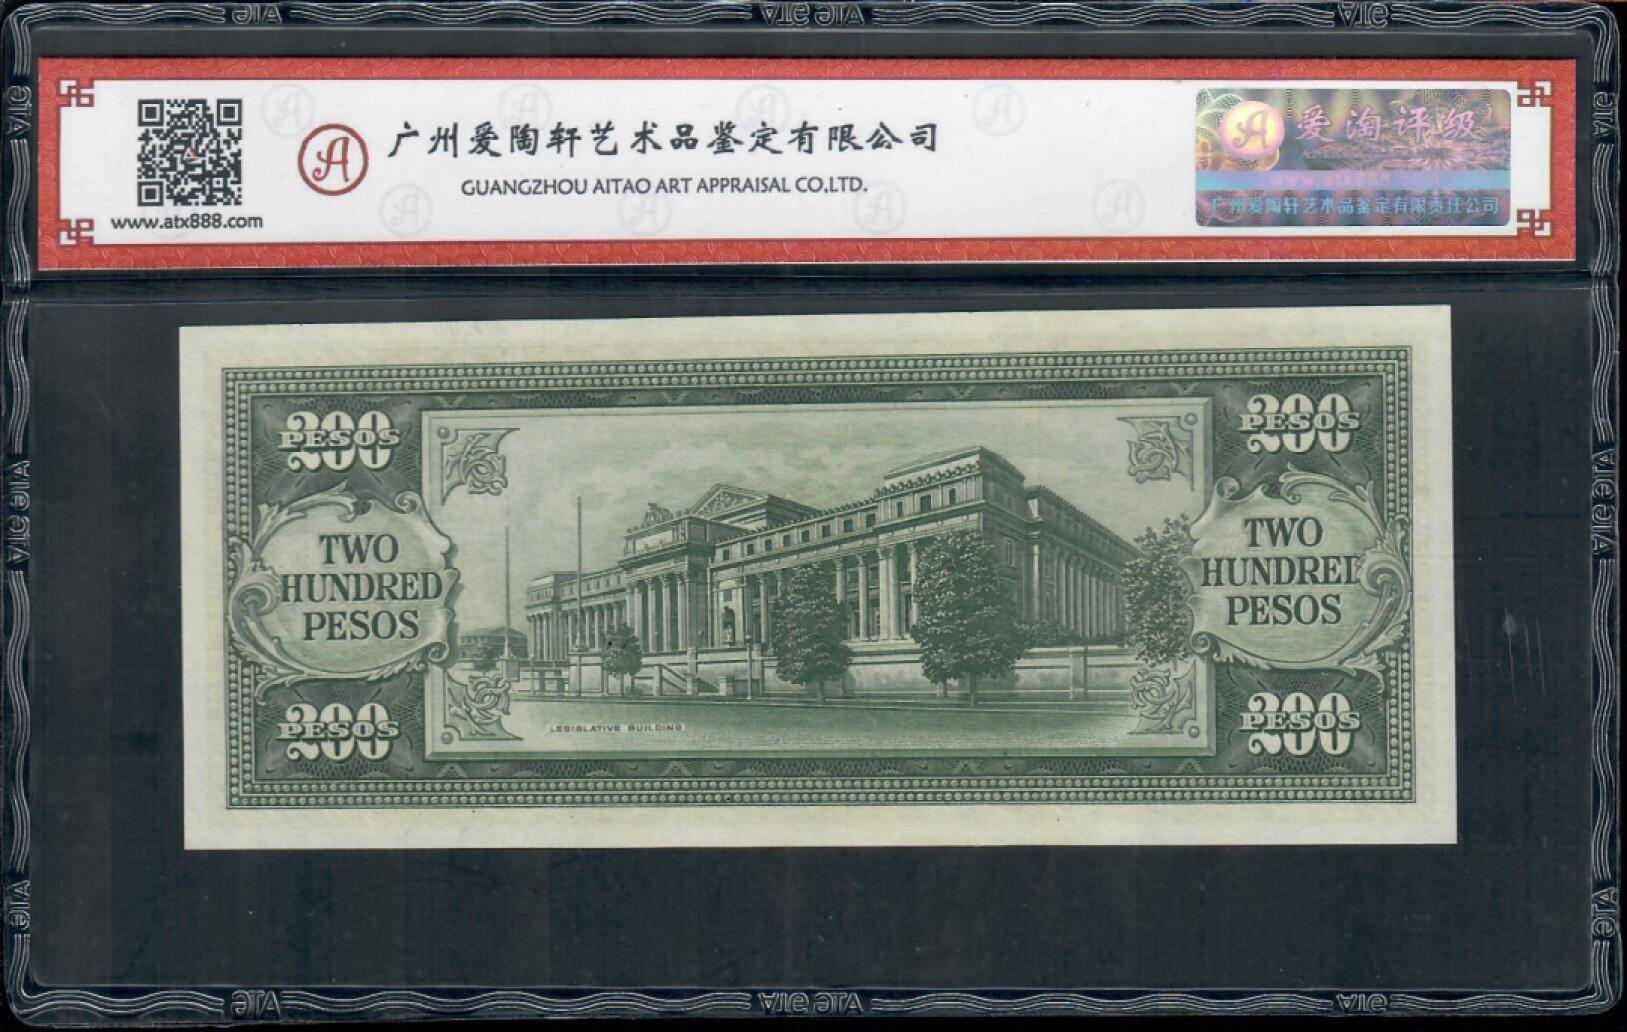 广州爱陶轩艺术品鉴定有限公司
GUANGZHOU AITAO ART APPRAISAL CO.LTD.
www.atx888.com
爱淘评级
www.atx888.com
广州爱陶轩艺术品鉴定有限责任公司
200
PESOS
200
PESOS
TWO
HUNDRED
PESOS
TWO
HUNDRED
PESOS
200
PESOS
LEGISLATIVE BUILDING
200
PESOS